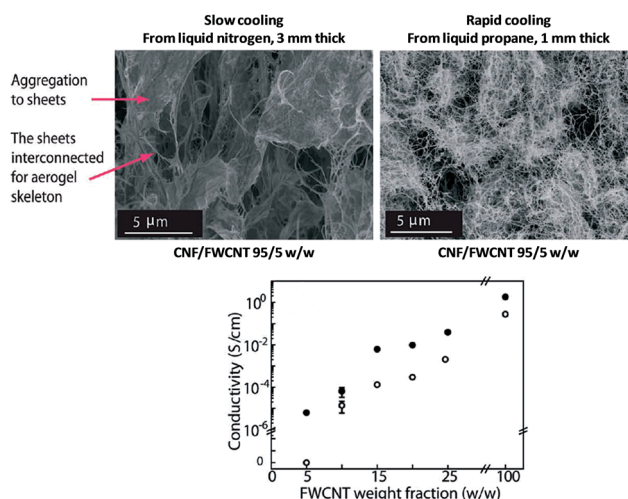 Slow cooling
From liquid nitrogen, 3 mm thick
Rapid cooling
From liquid propane, 1 mm thick
Aggregation
to sheets
The sheets
interconnected
for aerogel
skeleton
5 µm
5 µm
CNF/FWCNT 95/5 w/w
CNF/FWCNT 95/5 w/w
Conductivity (S/cm)
10⁰
10⁻²
10⁻⁴
10⁻⁶
0
0 5 15 25 100
FWCNT weight fraction (w/w)